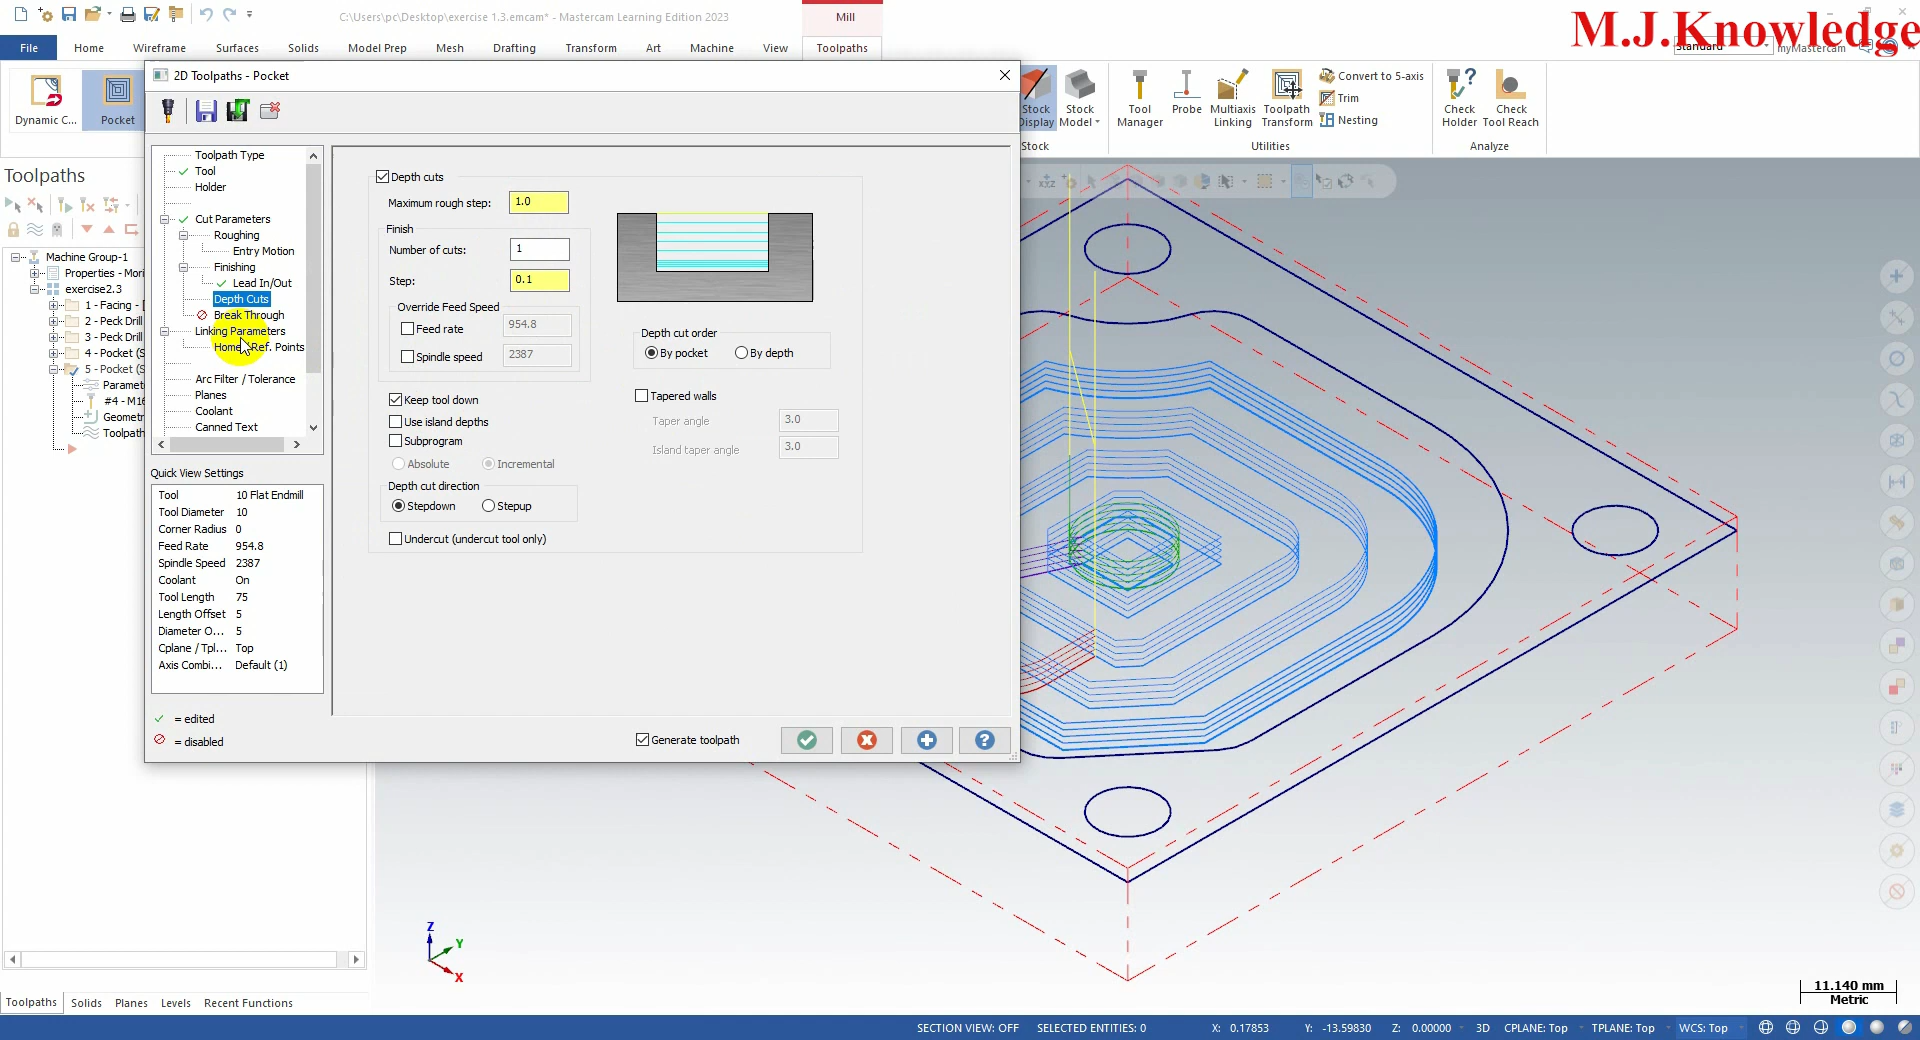 C:\Users\pc\Desktop\exercise 1.3.emcam* - Mastercam Learning Edition 2023
Mill
M.J.Knowledge
File
Home
Wireframe
Surfaces
Solids
Model Prep
Mesh
Drafting
Transform
Art
Machine
View
Toolpaths
Standard
myMastercam
Dynamic C...
Pocket
2D Toolpaths - Pocket
Stock Display
Stock Model
Stock
Tool Manager
Probe
Multiaxis Linking
Toolpath Transform
Convert to 5-axis
Trim
Nesting
Utilities
Check Holder
Check Tool Reach
Analyze
Toolpaths
Machine Group-1
Properties - Mori
exercise2.3
1 - Facing - [
2 - Peck Drill
3 - Peck Drill
4 - Pocket (S
5 - Pocket (S
Paramet
#4 - M16
Geomet
Toolpath
Toolpath Type
Tool
Holder
Cut Parameters
Roughing
Entry Motion
Finishing
Lead In/Out
Depth Cuts
Break Through
Linking Parameters
Home Ref. Points
Arc Filter / Tolerance
Planes
Coolant
Canned Text
Quick View Settings
Tool 10 Flat Endmill
Tool Diameter 10
Corner Radius 0
Feed Rate 954.8
Spindle Speed 2387
Coolant On
Tool Length 75
Length Offset 5
Diameter O... 5
Cplane / Tpl... Top
Axis Combi... Default (1)
= edited
= disabled
Depth cuts
Maximum rough step: 1.0
Finish
Number of cuts: 1
Step: 0.1
Override Feed Speed
Feed rate 954.8
Spindle speed 2387
Keep tool down
Use island depths
Subprogram
Absolute Incremental
Depth cut direction
Stepdown Stepup
Undercut (undercut tool only)
Depth cut order
By pocket By depth
Tapered walls
Taper angle 3.0
Island taper angle 3.0
Generate toolpath
Z
Y
X
11.140 mm
Metric
Toolpaths Solids Planes Levels Recent Functions
SECTION VIEW: OFF SELECTED ENTITIES: 0 X: 0.17853 Y: -13.59830 Z: 0.00000 3D CPLANE: Top TPLANE: Top WCS: Top